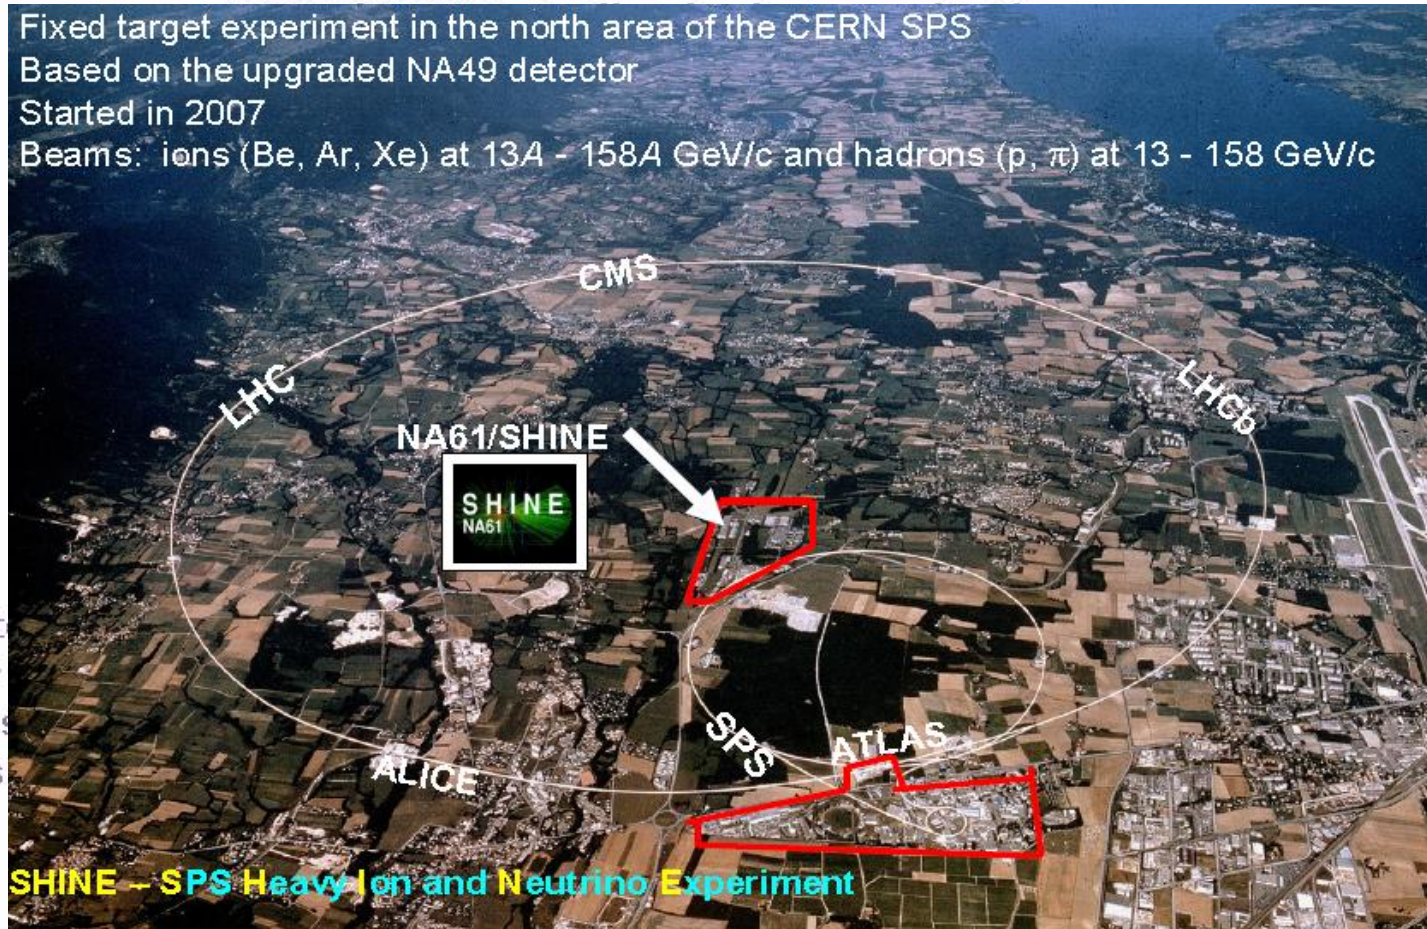 Fixed target experiment in the north area of the CERN SPS
Based on the upgraded NA49 detector
Started in 2007
Beams: ions (Be, Ar, Xe) at 13A - 158A GeV/c and hadrons (p, π) at 13 - 158 GeV/c
CMS
LHC
LHCb
NA61/SHINE
SHINE
NA61
SPS
ATLAS
ALICE
SHINE – SPS Heavy Ion and Neutrino Experiment